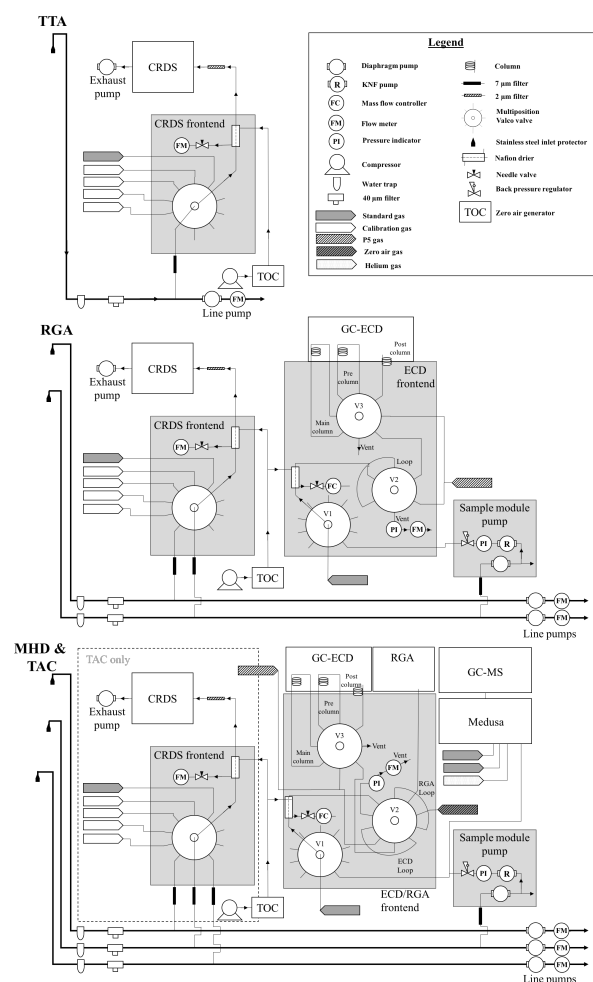 TTA
CRDS
Exhaust
pump
CRDS frontend
FM
TOC
FM
Line pump
Legend
Diaphragm pump
R
KNF pump
FC
Mass flow controller
FM
Flow meter
PI
Pressure indicator
Compressor
Water trap
40 µm filter
Standard gas
Calibration gas
P5 gas
Zero air gas
Helium gas
Column
7 µm filter
2 µm filter
Multiposition
Valco valve
Stainless steel inlet protector
Nafion drier
Needle valve
Back pressure regulator
TOC
Zero air generator
RGA
CRDS
Exhaust
pump
CRDS frontend
FM
TOC
GC-ECD
Post
column
ECD
frontend
Pre
column
V3
Main
column
Vent
Loop
V2
FC
V1
Vent
PI
FM
Sample module
pump
PI
R
FM
FM
Line pumps
MHD &
TAC
TAC only
CRDS
Exhaust
pump
CRDS frontend
FM
TOC
GC-ECD
RGA
Post
column
Pre
column
V3
Main
column
Vent
Vent
FM
PI
RGA
Loop
V2
FC
V1
ECD
Loop
ECD/RGA
frontend
GC-MS
Medusa
Sample module
pump
PI
R
FM
FM
FM
Line pumps